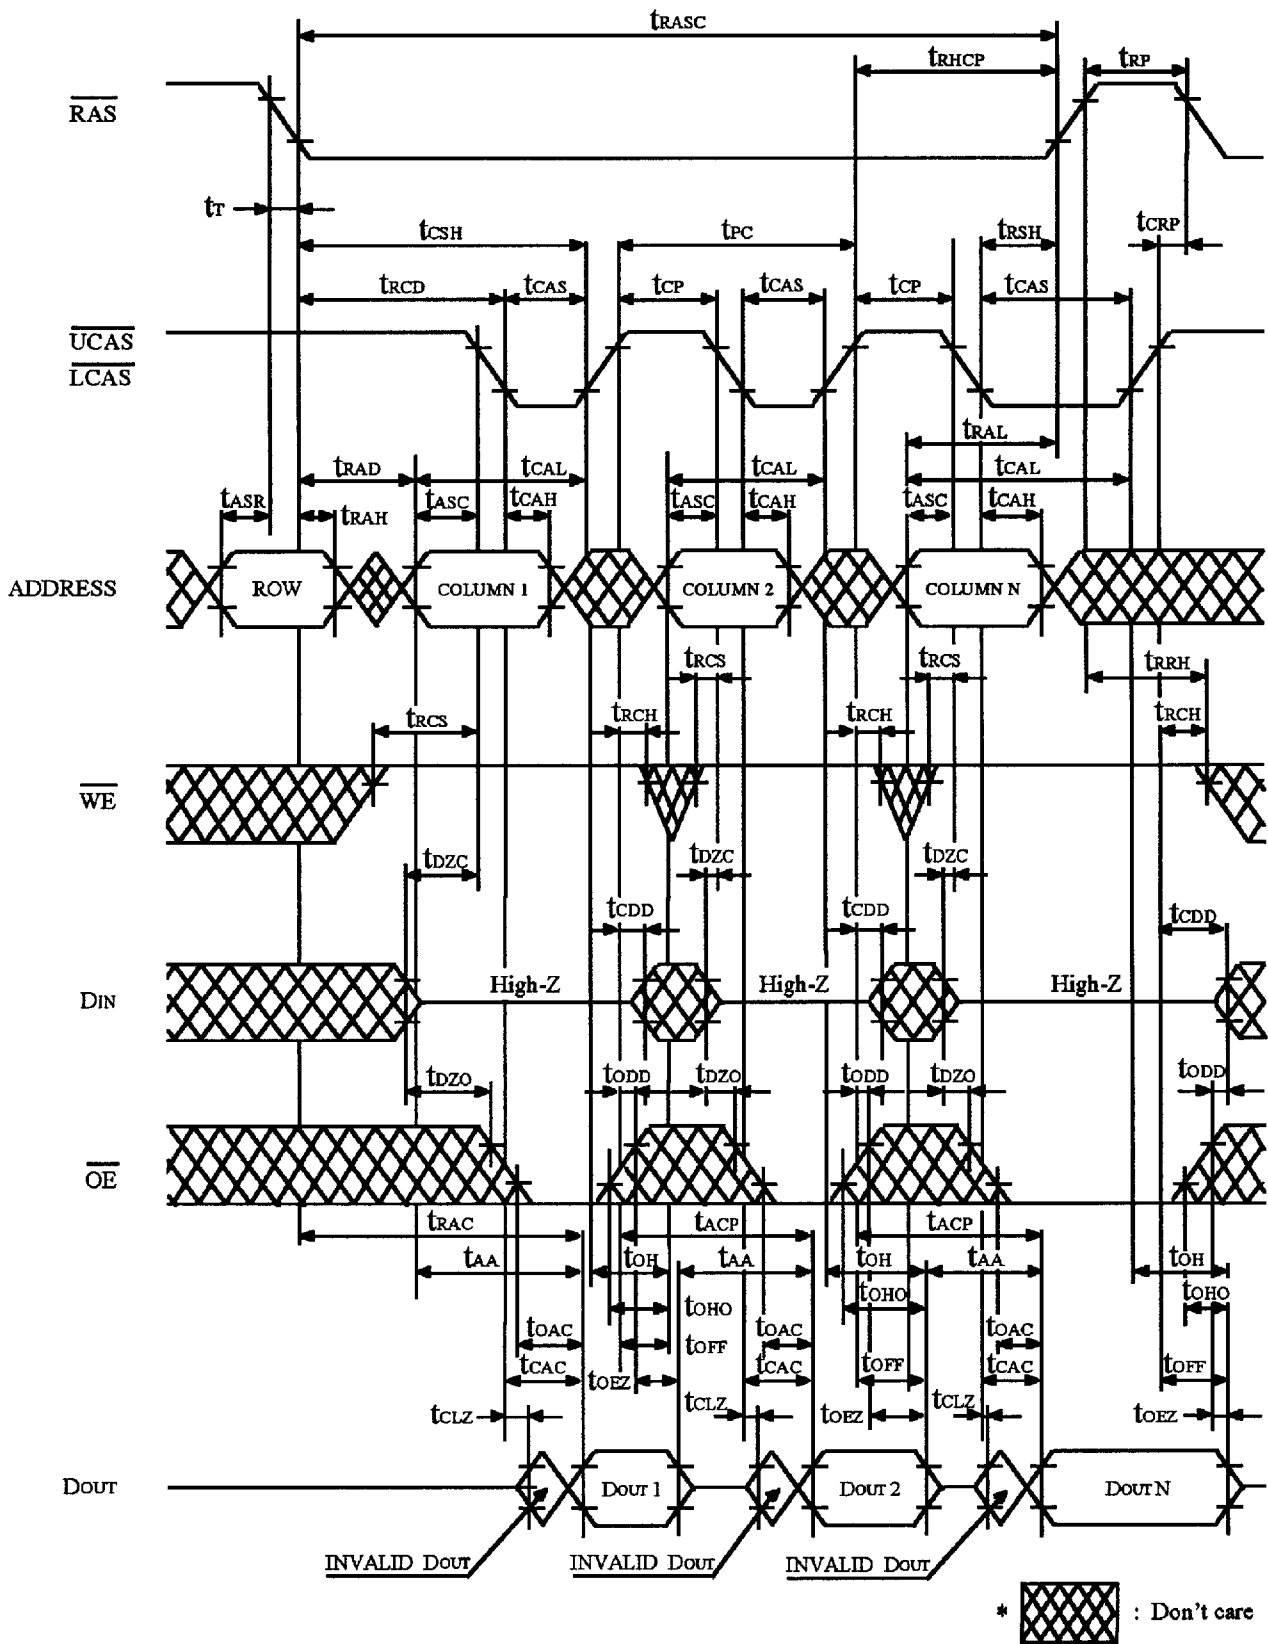 tRASC
tRHCP tRP
RAS
tT tCSH tPC tRSH tCRP
tRCD tCAS tCP tCAS tCP tCAS
UCAS
LCAS
tRAL
tRAD tCAL tCAL tCAL
tASR tRAH tASC tCAH tASC tCAH tASC tCAH
ADDRESS ROW COLUMN 1 COLUMN 2 COLUMN N
tRCS tRCS tRRH
tRCS tRCH tRCH tRCH
WE
tDZC tDZC tDZC
tCDD tCDD tCDD
High-Z High-Z High-Z
DIN
tDZO tODD tDZO tODD tDZO tODD
OE
tRAC tACP tACP
tAA tOH tAA tOH tAA tOH
tOHO tOHO tOHO
tOAC tOFF tOAC tOAC
tCAC tOEZ tCAC tOFF tCAC tOFF
tCLZ tCLZ tOEZ tCLZ tOEZ
DOUT DOUT 1 DOUT 2 DOUT N
INVALID DOUT INVALID DOUT INVALID DOUT
* : Don't care